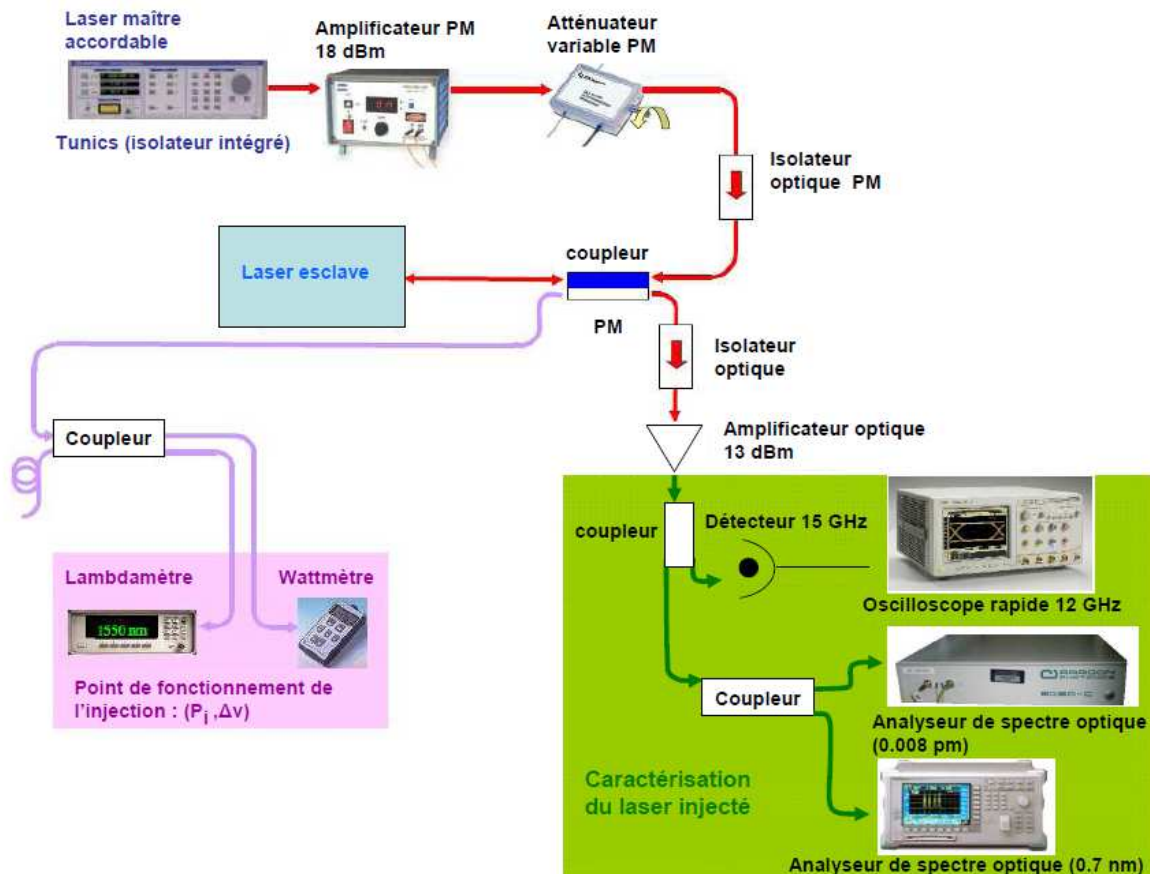 Laser maître
accordable
Tunics (isolateur intégré)
Amplificateur PM
18 dBm
Atténuateur
variable PM
Isolateur
optique PM
Laser esclave
coupleur
PM
Isolateur
optique
Amplificateur optique
13 dBm
Coupleur
Lambdamètre
1550 nm
Wattmètre
Point de fonctionnement de
l'injection : (Pi ,Δν)
coupleur
Détecteur 15 GHz
Oscilloscope rapide 12 GHz
Coupleur
ARAGON
PHOTONICS
Analyseur de spectre optique
(0.008 pm)
Caractérisation
du laser injecté
Analyseur de spectre optique (0.7 nm)